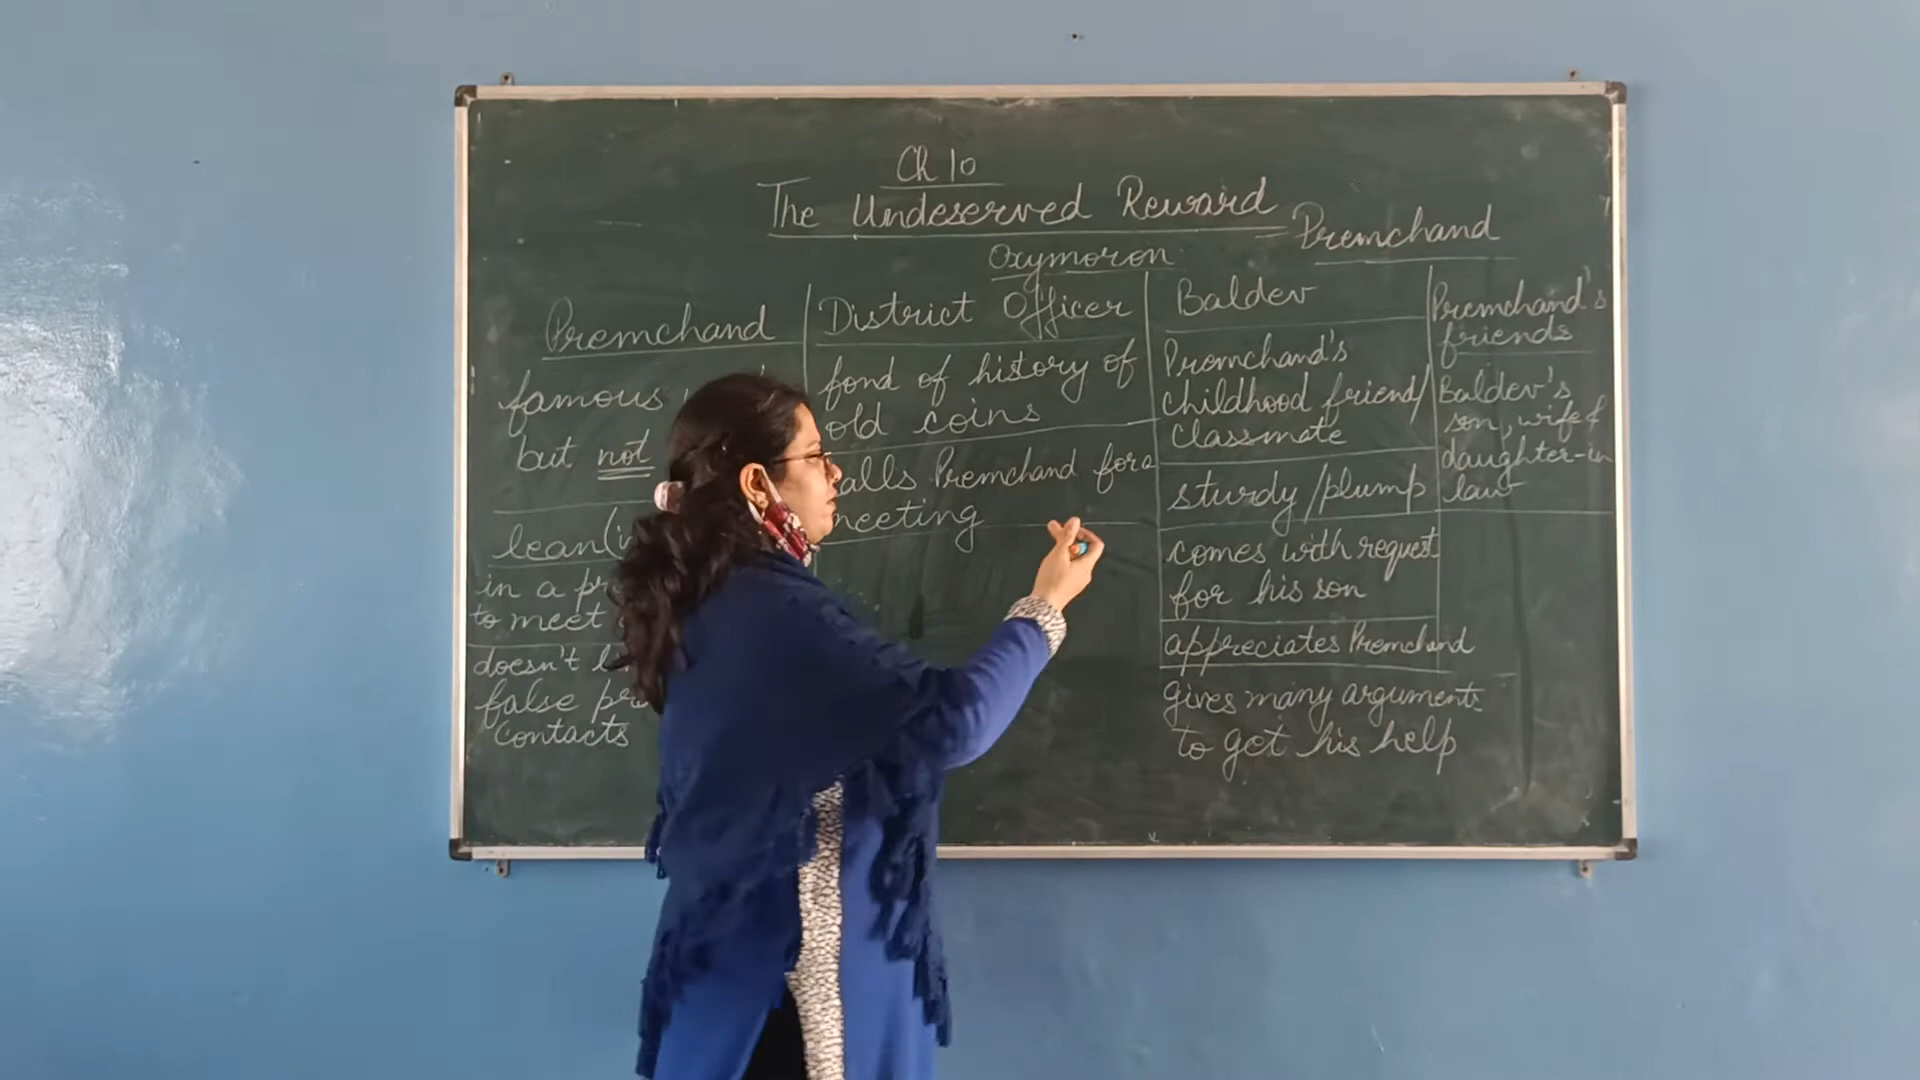 Ch 10
The Undeserved Reward
Premchand
Oxymoron
Premchand
famous
but not
lean
in a
to meet
doesn't
false
contacts
District Officer
fond of history of
old coins
Premchand for a
meeting
Baldev
Premchand's
childhood friend/
classmate
sturdy/plump
comes with request
for his son
appreciates Premchand
gives many arguments
to get his help
Premchand's
friends
Baldev's
son, wife &
daughter-in
law